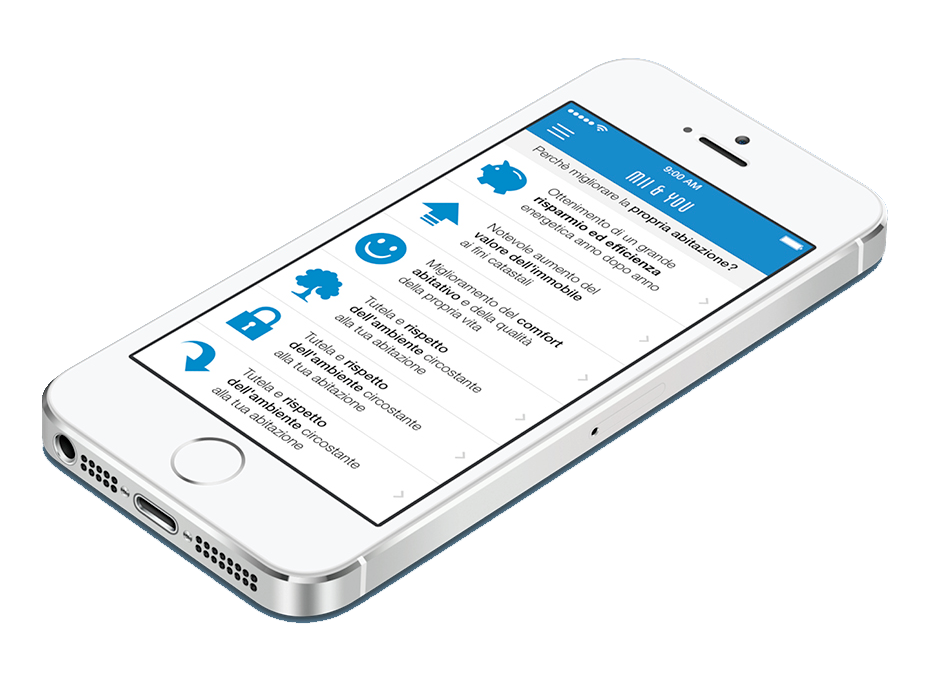 9:00 AM
MII & YOU
Perchè migliorare la propria abitazione?
Ottenimento di un grande
risparmio ed efficienza
energetica anno dopo anno
Notevole aumento del
valore dell'immobile
ai fini catastali
Miglioramento del comfort
abitativo e della qualità
della propria vita
Tutela e rispetto
dell'ambiente circostante
alla tua abitazione
Tutela e rispetto
dell'ambiente circostante
alla tua abitazione
Tutela e rispetto
dell'ambiente circostante
alla tua abitazione